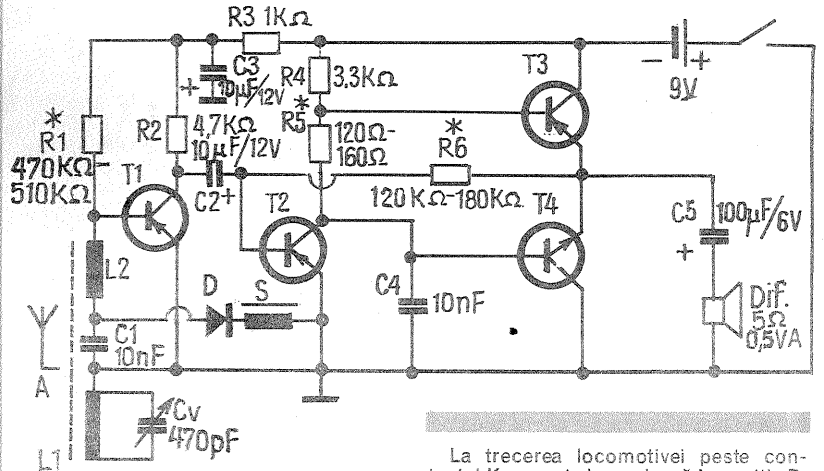 R3 1KΩ
C3
10µF/12V
+
R4
3,3KΩ
T3
- +
9V
*
R1
470KΩ-
510KΩ
R2
4,7KΩ
10µF/12V
*
R5
120Ω-
160Ω
*
R6
120KΩ-180KΩ
T1
C2+
T2
T4
C5
100µF/6V
+
L2
D
S
C4
10nF
Dif.
5Ω
0,5VA
C1
10nF
A
Cv
470pF
L1
La trecerea locomotivei peste con-